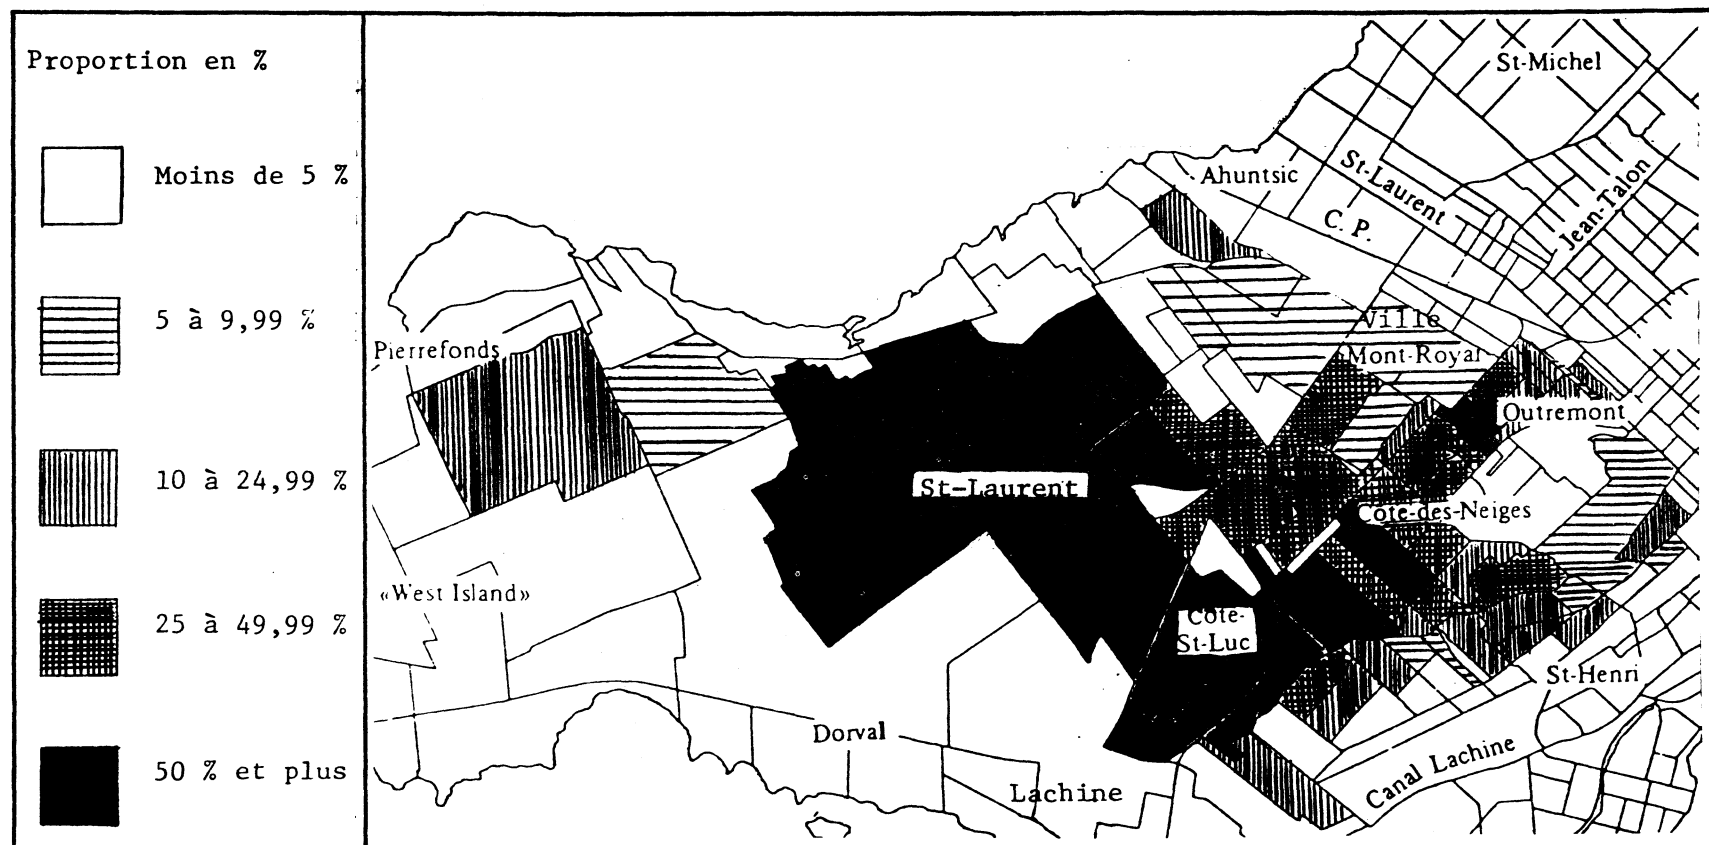 Proportion en %
Moins de 5 %
5 à 9,99 %
10 à 24,99 %
25 à 49,99 %
50 % et plus
St-Michel
Ahuntsic
St-Laurent
Jean-Talon
C. P.
Ville
Mont-Royal
Pierrefonds
Outremont
St-Laurent
Côte-des-Neiges
«West Island»
Côte-
St-Luc
St-Henri
Dorval
Canal Lachine
Lachine